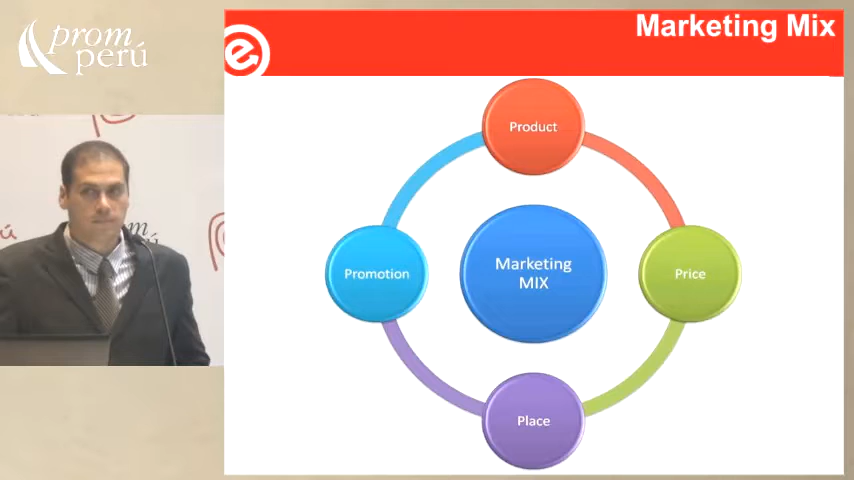 prom
perú
Marketing Mix
Product
Promotion
Marketing
MIX
Price
Place